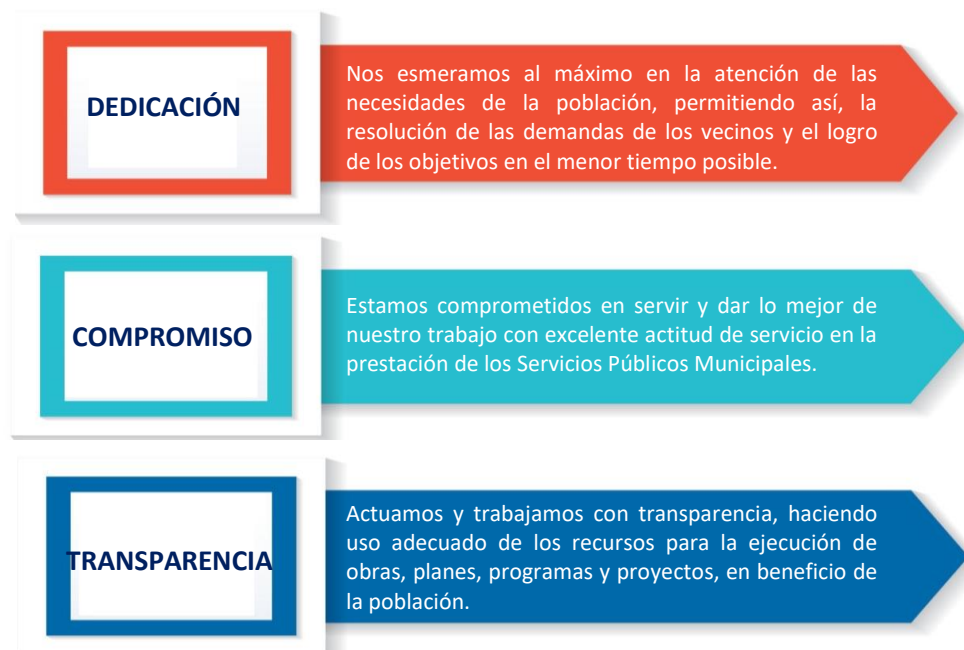 DEDICACIÓN
Nos esmeramos al máximo en la atención de las
necesidades de la población, permitiendo así, la
resolución de las demandas de los vecinos y el logro
de los objetivos en el menor tiempo posible.
COMPROMISO
Estamos comprometidos en servir y dar lo mejor de
nuestro trabajo con excelente actitud de servicio en la
prestación de los Servicios Públicos Municipales.
TRANSPARENCIA
Actuamos y trabajamos con transparencia, haciendo
uso adecuado de los recursos para la ejecución de
obras, planes, programas y proyectos, en beneficio de
la población.